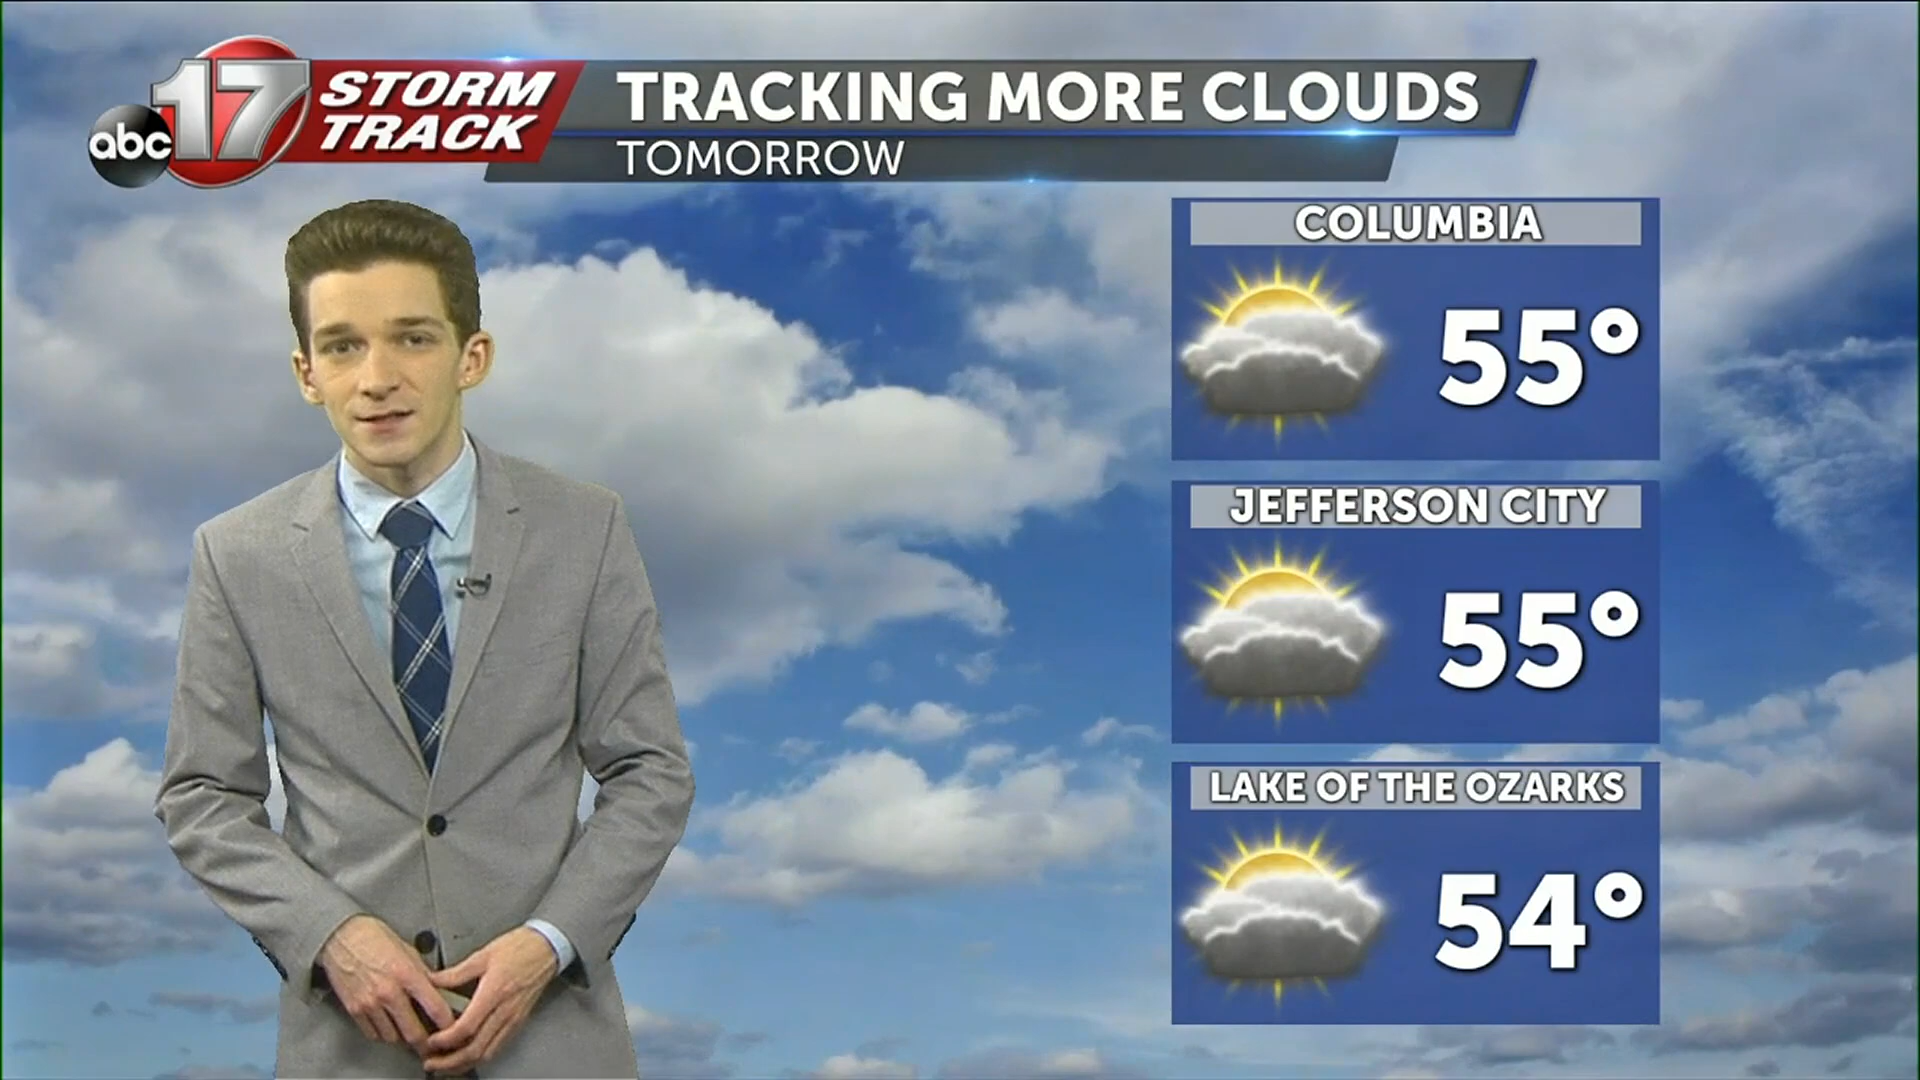 abc 17 STORM TRACK
TRACKING MORE CLOUDS
TOMORROW
COLUMBIA
55°
JEFFERSON CITY
55°
LAKE OF THE OZARKS
54°